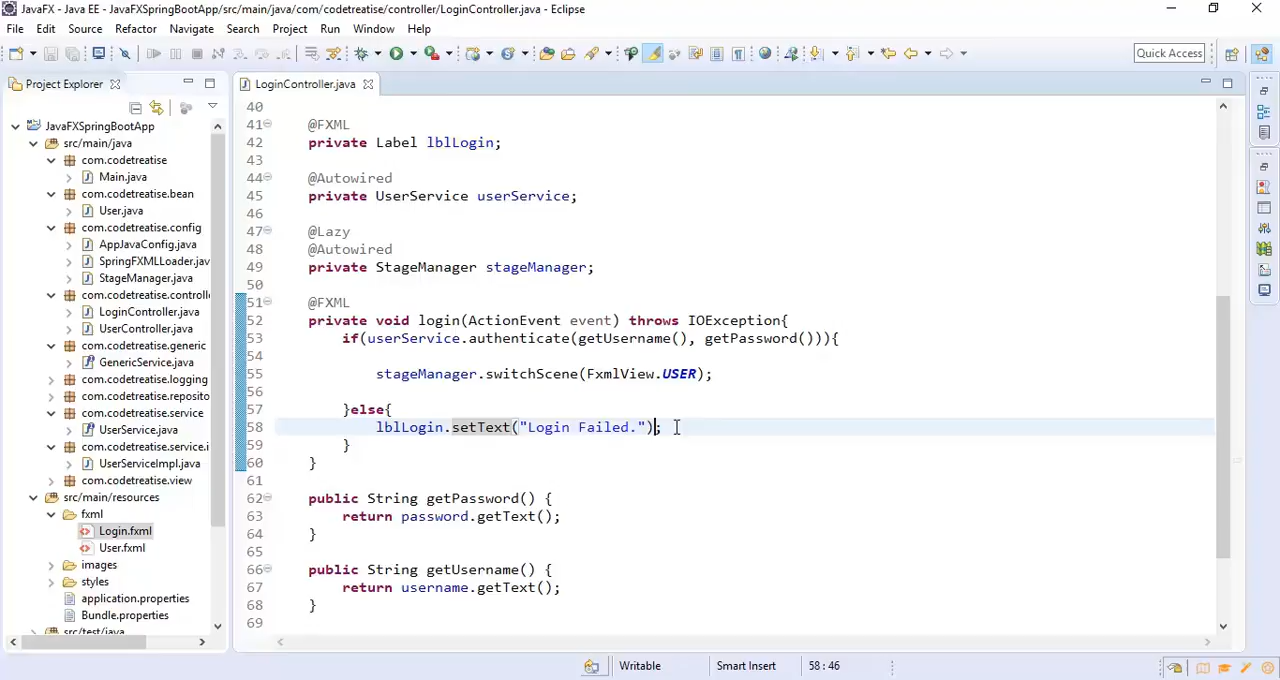 JavaFX - Java EE - JavaFXSpringBootApp/src/main/java/com/codetreatise/controller/LoginController.java - Eclipse
File Edit Source Refactor Navigate Search Project Run Window Help
Quick Access
Project Explorer
JavaFXSpringBootApp
src/main/java
com.codetreatise
Main.java
com.codetreatise.bean
User.java
com.codetreatise.config
AppJavaConfig.java
SpringFXMLLoader.jav
StageManager.java
com.codetreatise.controll
LoginController.java
UserController.java
com.codetreatise.generic
GenericService.java
com.codetreatise.logging
com.codetreatise.reposito
com.codetreatise.service
UserService.java
com.codetreatise.service.i
UserServiceImpl.java
com.codetreatise.view
src/main/resources
fxml
Login.fxml
User.fxml
images
styles
application.properties
Bundle.properties
src/test/java
LoginController.java
40
41 @FXML
42 private Label lblLogin;
43
44 @Autowired
45 private UserService userService;
46
47 @Lazy
48 @Autowired
49 private StageManager stageManager;
50
51 @FXML
52 private void login(ActionEvent event) throws IOException{
53 if(userService.authenticate(getUsername(), getPassword())){
54
55 stageManager.switchScene(FxmlView.USER);
56
57 }else{
58 lblLogin.setText("Login Failed.");
59 }
60 }
61
62 public String getPassword() {
63 return password.getText();
64 }
65
66 public String getUsername() {
67 return username.getText();
68 }
69
Writable Smart Insert 58 : 46